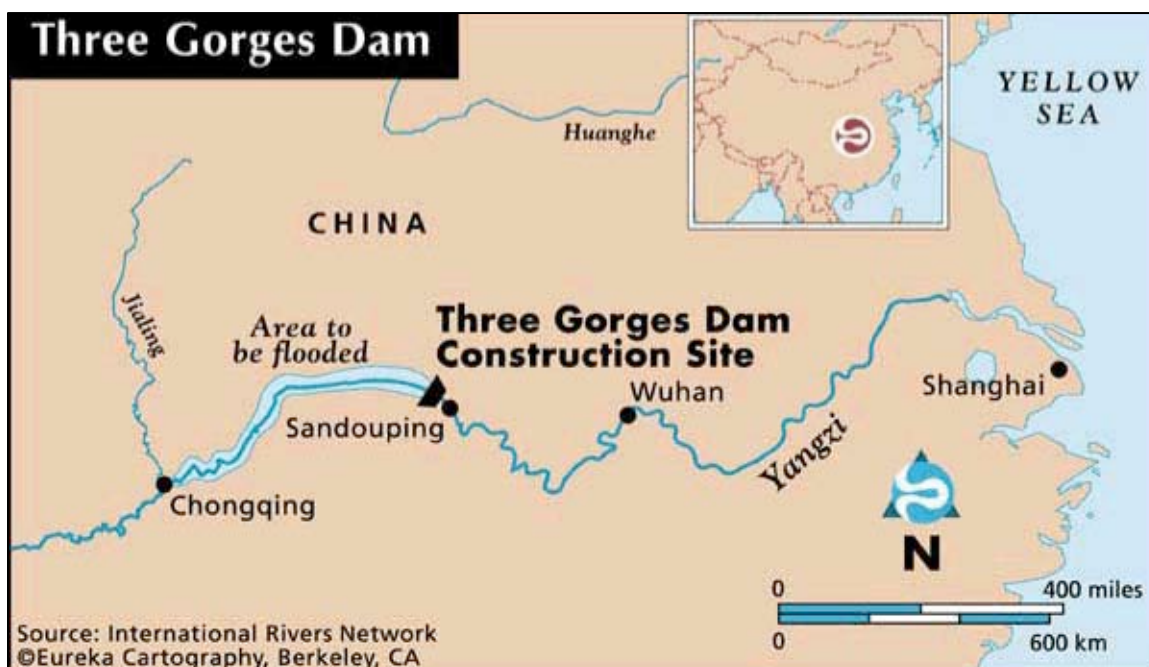 Three Gorges Dam
YELLOW
SEA
Huanghe
CHINA
Jialing
Area to
be flooded
Three Gorges Dam
Construction Site
Wuhan
Sandouping
Shanghai
Yangzi
Chongqing
N
0 400 miles
0 600 km
Source: International Rivers Network
©Eureka Cartography, Berkeley, CA